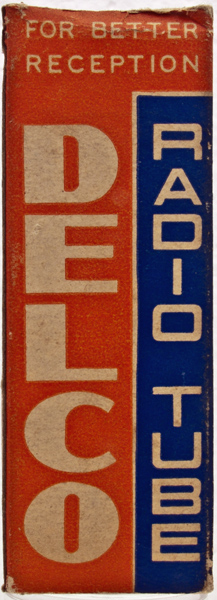 FOR BETTER
RECEPTION
DELCO
RADIO TUBE